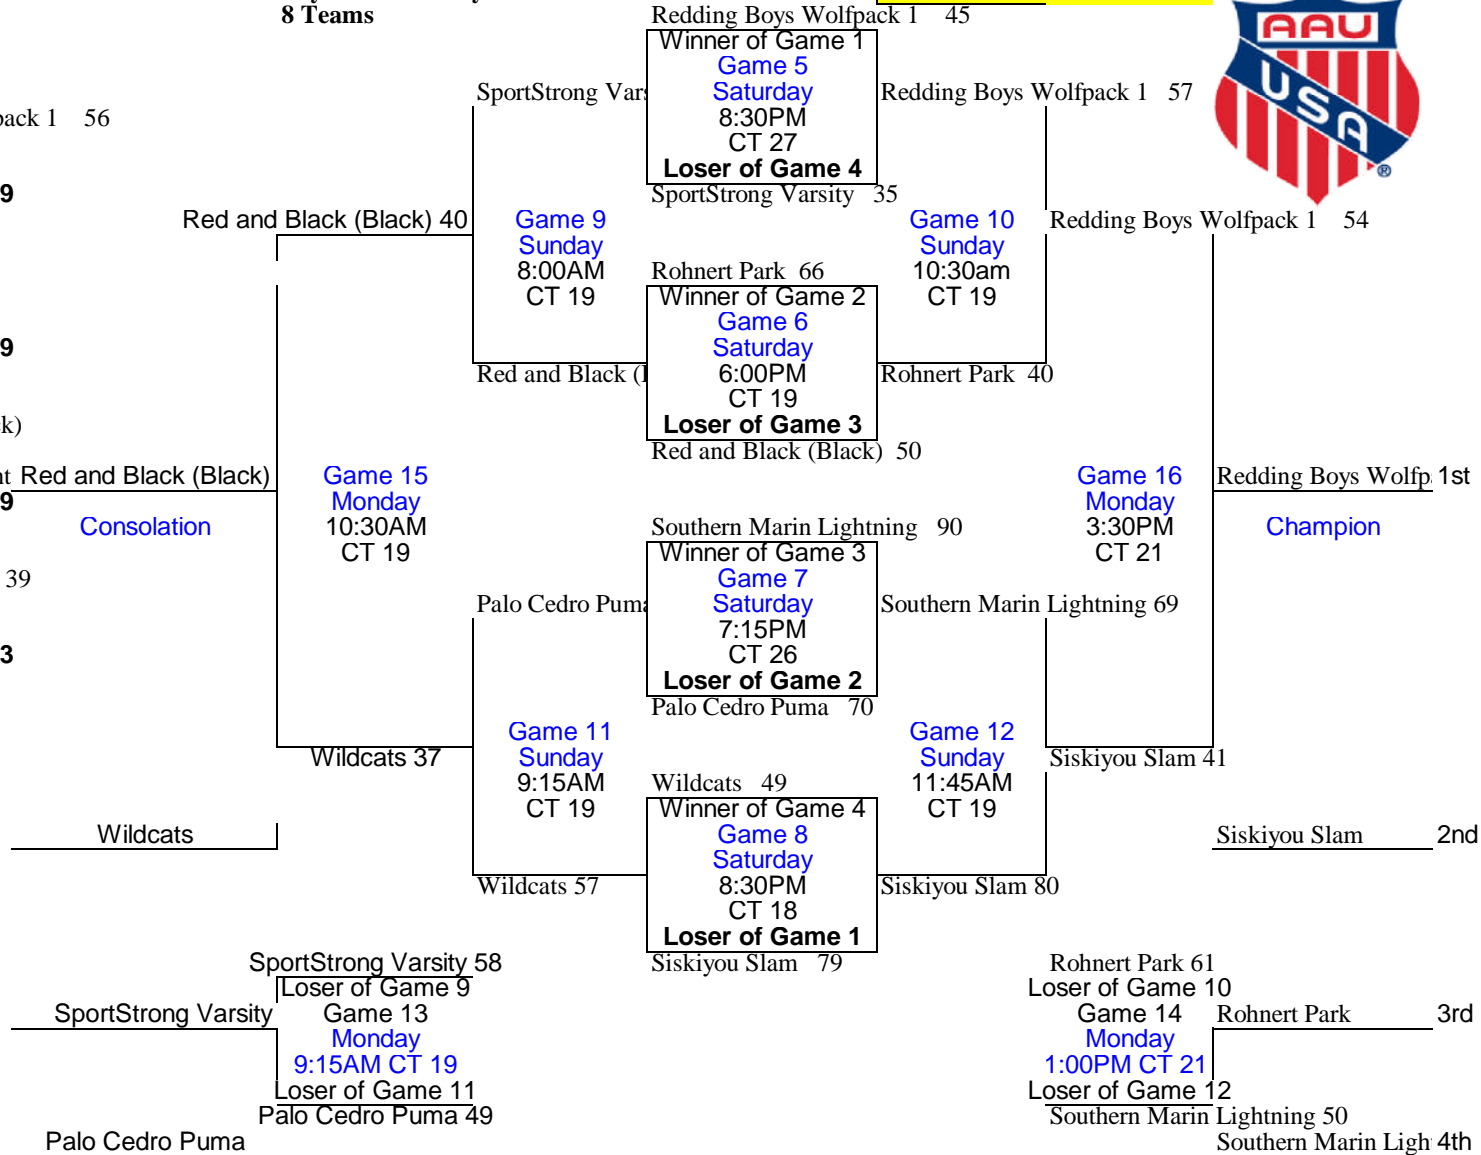 8 Teams
Redding Boys Wolfpack 1 45
Winner of Game 1
Game 5
Saturday
8:30PM
CT 27
Loser of Game 4
SportStrong Varsity 35
AAU
USA
®
SportStrong Vars
Redding Boys Wolfpack 1 57
pack 1 56
9
Red and Black (Black) 40
Game 9
Sunday
8:00AM
CT 19
Game 10
Sunday
10:30am
CT 19
Redding Boys Wolfpack 1 54
Rohnert Park 66
Winner of Game 2
Game 6
Saturday
6:00PM
CT 19
Loser of Game 3
Red and Black (Black) 50
9
Red and Black (
Rohnert Park 40
k)
Red and Black (Black)
9
Consolation
Game 15
Monday
10:30AM
CT 19
Game 16
Monday
3:30PM
CT 21
Redding Boys Wolfp 1st
Champion
Southern Marin Lightning 90
Winner of Game 3
Game 7
Saturday
7:15PM
CT 26
Loser of Game 2
Palo Cedro Puma 70
39
Palo Cedro Puma
Southern Marin Lightning 69
3
Game 11
Sunday
9:15AM
CT 19
Game 12
Sunday
11:45AM
CT 19
Wildcats 37
Siskiyou Slam 41
Wildcats 49
Winner of Game 4
Game 8
Saturday
8:30PM
CT 18
Loser of Game 1
Siskiyou Slam 79
Wildcats
Siskiyou Slam 2nd
Wildcats 57
Siskiyou Slam 80
SportStrong Varsity 58
Loser of Game 9
SportStrong Varsity
Game 13
Monday
9:15AM CT 19
Loser of Game 11
Palo Cedro Puma 49
Palo Cedro Puma
Rohnert Park 61
Loser of Game 10
Game 14
Monday
1:00PM CT 21
Loser of Game 12
Rohnert Park 3rd
Southern Marin Lightning 50
Southern Marin Ligh 4th